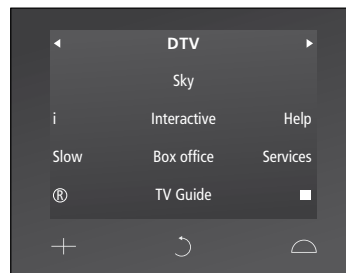 DTV
Sky
i Interactive Help
Slow Box office Services
® TV Guide